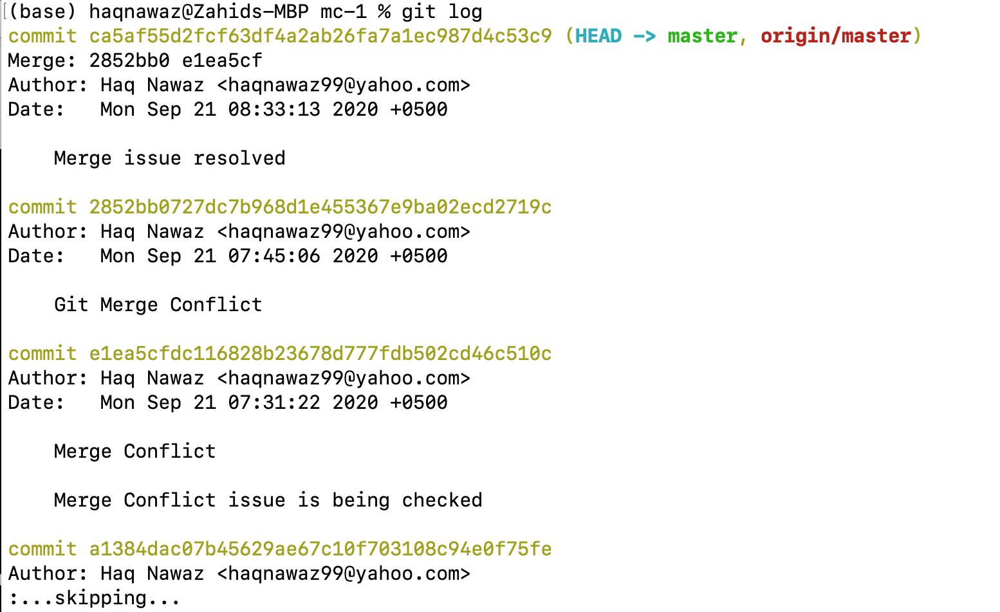 (base) haqnawaz@Zahids-MBP mc-1 % git log
commit ca5af55d2fcf63df4a2ab26fa7a1ec987d4c53c9 (HEAD -> master, origin/master)
Merge: 2852bb0 e1ea5cf
Author: Haq Nawaz <haqnawaz99@yahoo.com>
Date:   Mon Sep 21 08:33:13 2020 +0500

    Merge issue resolved

commit 2852bb0727dc7b968d1e455367e9ba02ecd2719c
Author: Haq Nawaz <haqnawaz99@yahoo.com>
Date:   Mon Sep 21 07:45:06 2020 +0500

    Git Merge Conflict

commit e1ea5cfdc116828b23678d777fdb502cd46c510c
Author: Haq Nawaz <haqnawaz99@yahoo.com>
Date:   Mon Sep 21 07:31:22 2020 +0500

    Merge Conflict

    Merge Conflict issue is being checked

commit a1384dac07b45629ae67c10f703108c94e0f75fe
Author: Haq Nawaz <haqnawaz99@yahoo.com>
:...skipping...